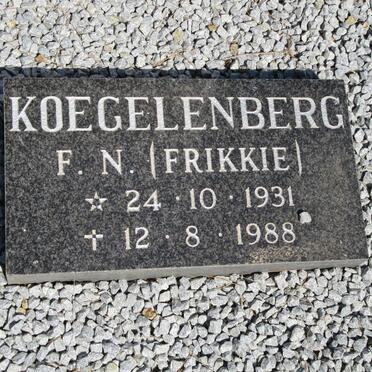 KOEGELENBERG
F. N. (FRIKKIE)
☆ 24 · 10 · 1931
✝ 12 · 8 · 1988